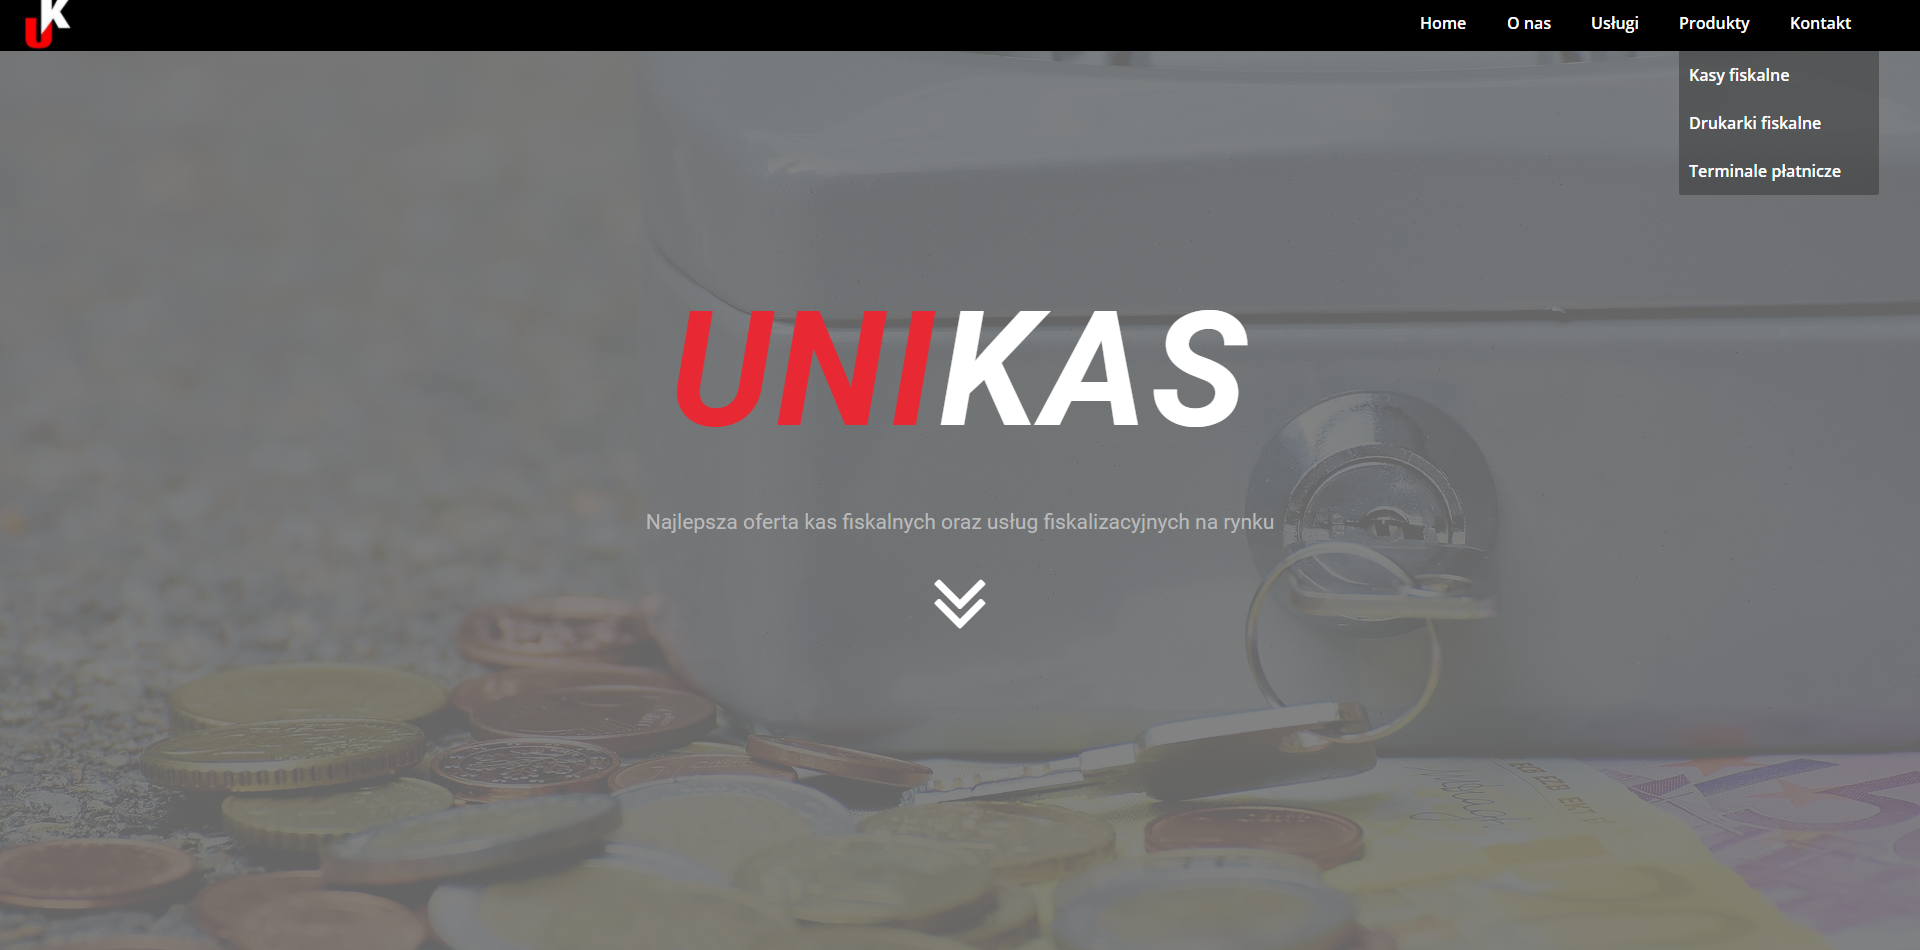 UK
Home O nas Usługi Produkty Kontakt
Kasy fiskalne
Drukarki fiskalne
Terminale płatnicze
UNIKAS
Najlepsza oferta kas fiskalnych oraz usług fiskalizacyjnych na rynku